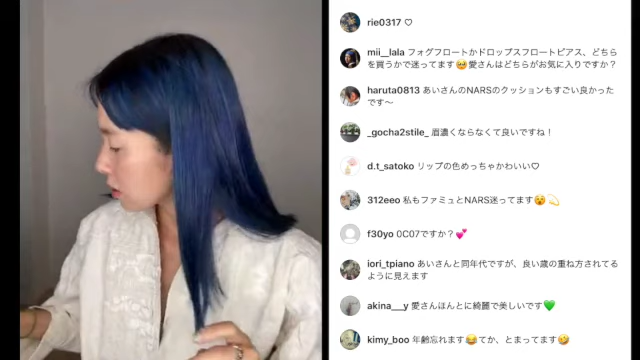 rie0317 ♡
mii__lala フォグフロートかドロップスフロートピアス、どちら
を買うかで迷ってます🥹愛さんはどちらがお気に入りですか？
haruta0813 あいさんのNARSのクッションもすごい良かった
です〜
_gocha2stile_ 眉濃くならなくて良いですね！
d.t_satoko リップの色めっちゃかわいい♡
312eeo 私もファミュとNARS迷ってます😵💫
f30yo 0C07ですか？💕
iori_tpiano あいさんと同年代ですが、良い歳の重ね方されてる
ように見えます
akina___y 愛さんほんとに綺麗で美しいです💚
kimy_boo 年齢忘れます😂てか、とまってます🤣